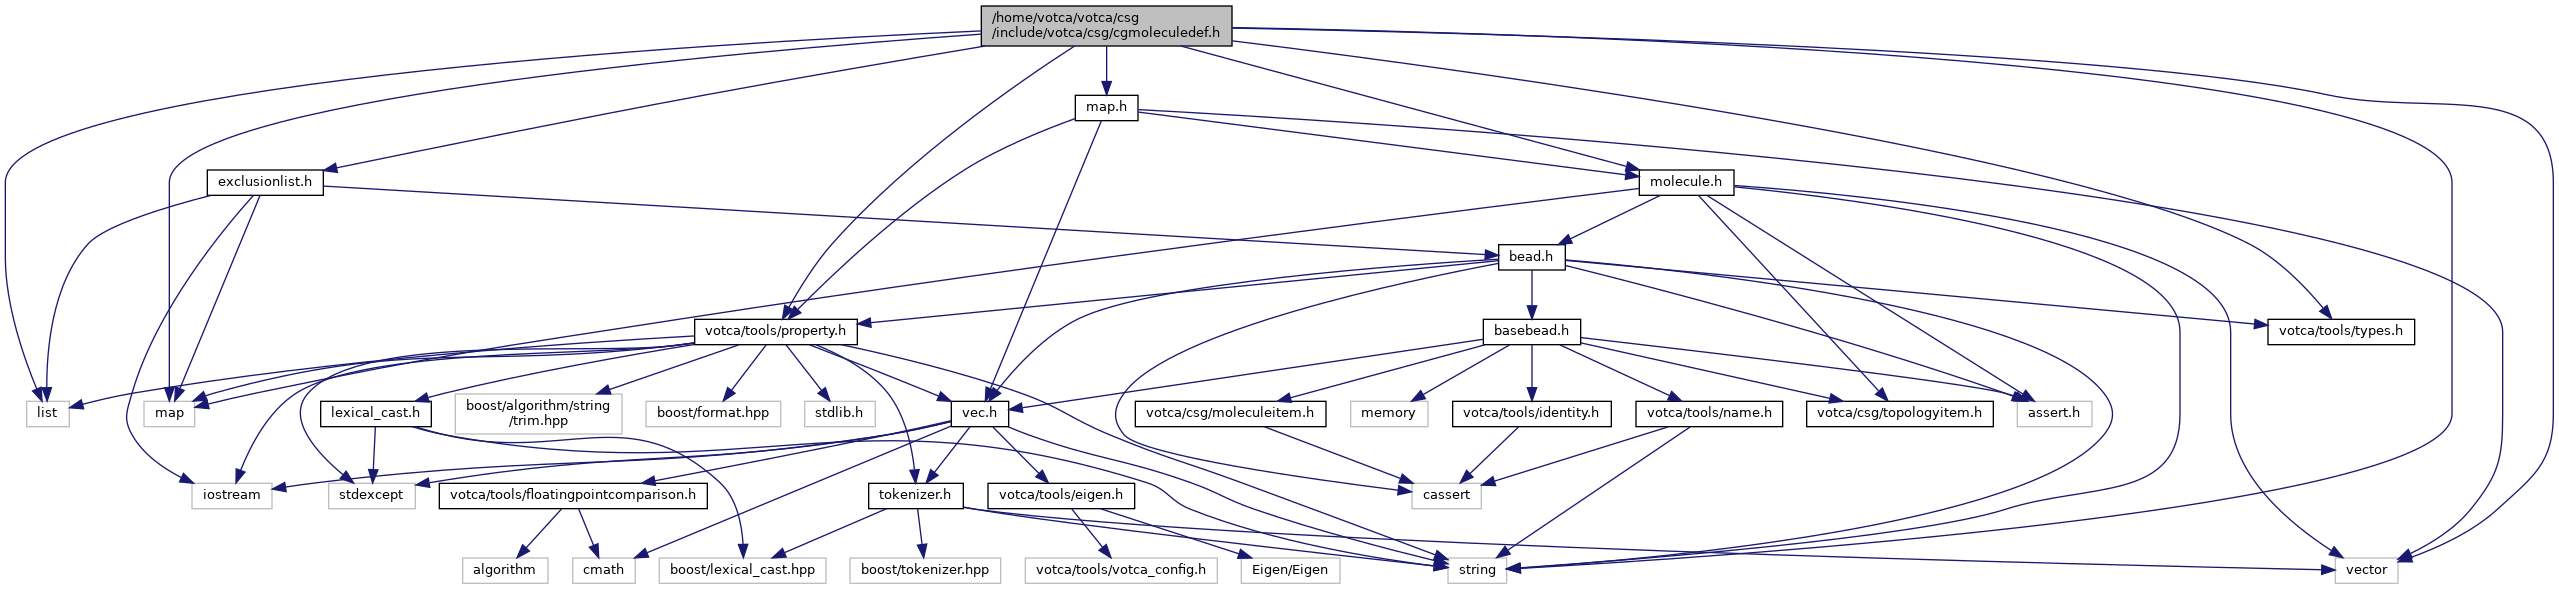 /home/votca/votca/csg
/include/votca/csg/cgmoleculedef.h
map.h
exclusionlist.h
molecule.h
bead.h
votca/tools/property.h
basebead.h
votca/tools/types.h
list
map
lexical_cast.h
boost/algorithm/string
/trim.hpp
boost/format.hpp
stdlib.h
vec.h
votca/csg/moleculeitem.h
memory
votca/tools/identity.h
votca/tools/name.h
votca/csg/topologyitem.h
assert.h
iostream
stdexcept
votca/tools/floatingpointcomparison.h
tokenizer.h
votca/tools/eigen.h
cassert
algorithm
cmath
boost/lexical_cast.hpp
boost/tokenizer.hpp
votca/tools/votca_config.h
Eigen/Eigen
string
vector